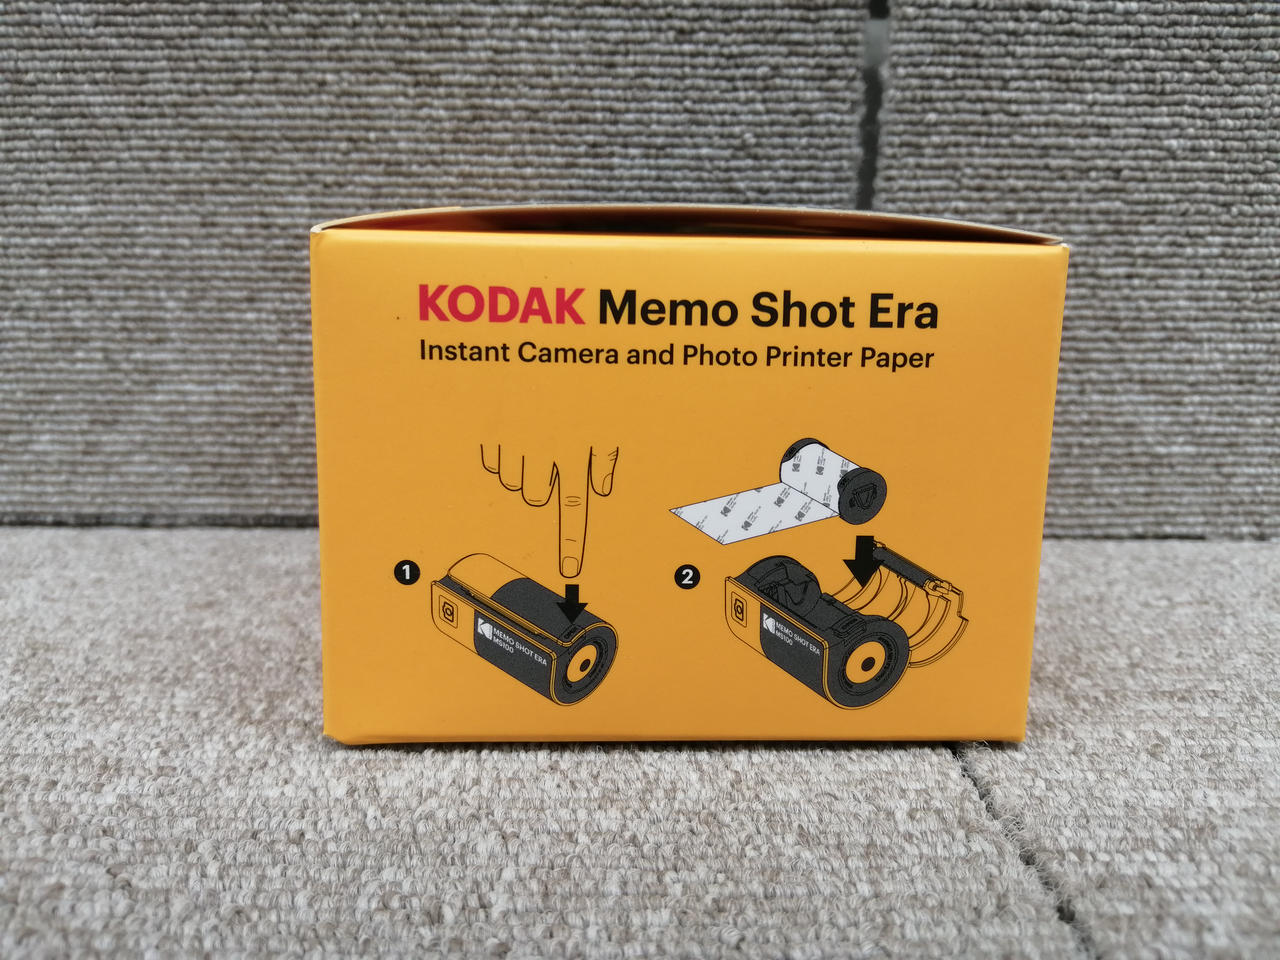 KODAK Memo Shot Era
Instant Camera and Photo Printer Paper
1
MEMO SHOT ERA
MS100
2
MEMO SHOT ERA
MS100